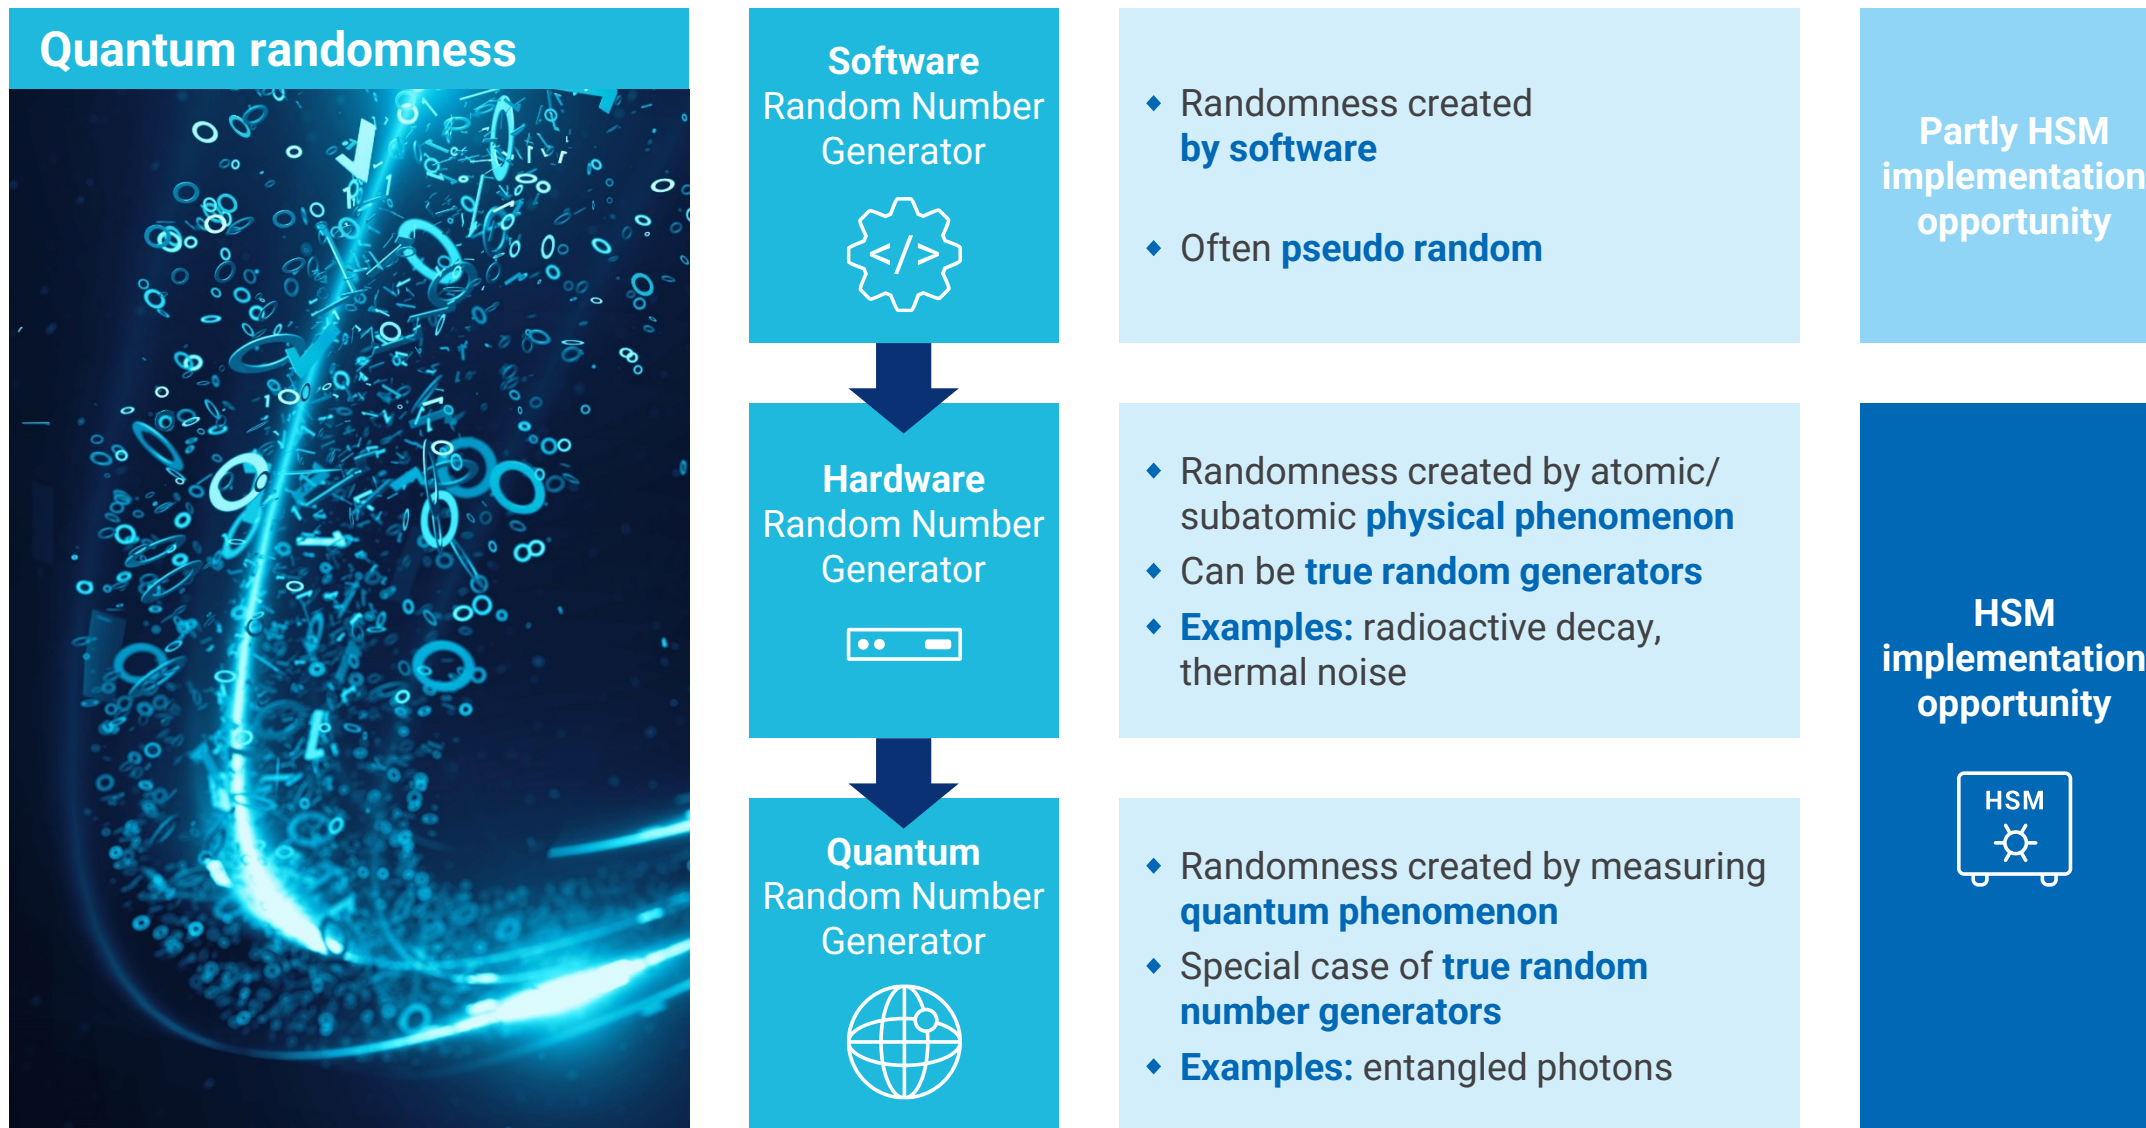 Quantum randomness
Software
Random Number
Generator
</>
◆ Randomness created
by software
◆ Often pseudo random
Partly HSM
implementation
opportunity
Hardware
Random Number
Generator
◆ Randomness created by atomic/
subatomic physical phenomenon
◆ Can be true random generators
◆ Examples: radioactive decay,
thermal noise
HSM
implementation
opportunity
HSM
Quantum
Random Number
Generator
◆ Randomness created by measuring
quantum phenomenon
◆ Special case of true random
number generators
◆ Examples: entangled photons